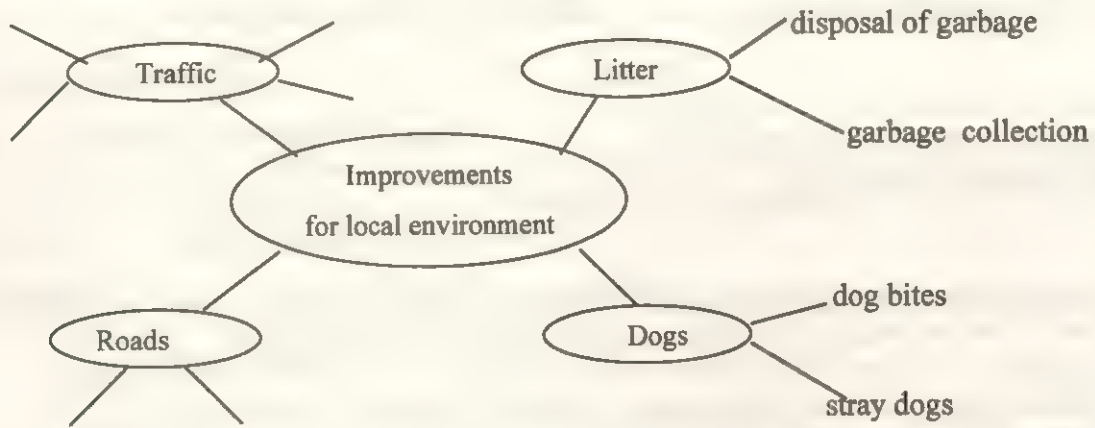 Traffic
Litter
disposal of garbage
garbage collection
Improvements
for local environment
Roads
Dogs
dog bites
stray dogs